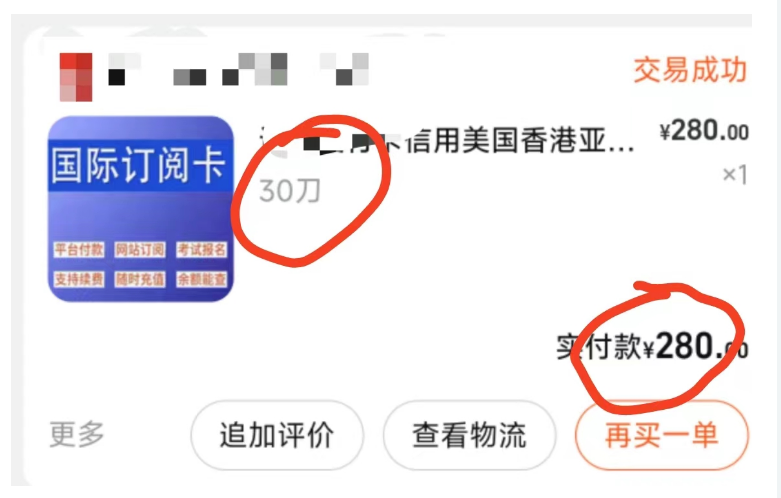 交易成功
国际订阅卡
平台付款 网站订阅 考试报名
支持续费 随时充值 余额能查
信用美国香港亚...
¥280.00
30刀
×1
实付款¥280.00
更多
追加评价
查看物流
再买一单